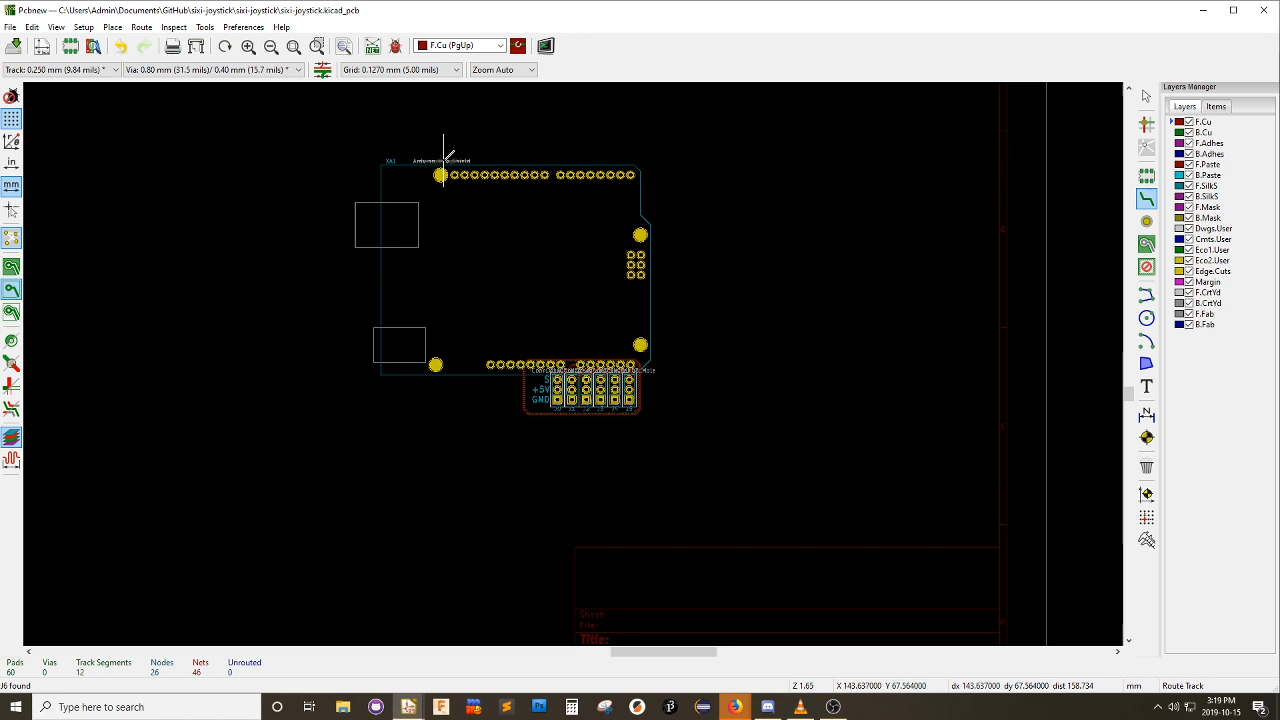 Pcbnew — C:\Users\Admin\Documents\GitHub\sixi-joystick\sixi-joystick\sixi-joystick.kicad_pcb
File Edit View Setup Place Route Inspect Tools Preferences Help
F.Cu (PgUp)
Track: 0.250 mm (9.84 mils) * Via: 0.80 mm (31.5 mils)/ 0.40 mm (15.7 mils) * Grid: 0.1270 mm (5.00 mils) Zoom Auto
Layers Manager
Layers Items
F.Cu
B.Cu
F.Adhes
B.Adhes
F.Paste
B.Paste
F.SilkS
B.SilkS
F.Mask
B.Mask
Dwgs.User
Cmts.User
Eco1.User
Eco2.User
Edge.Cuts
Margin
F.CrtYd
B.CrtYd
F.Fab
B.Fab
in
mm
XA1
S
+5V
GND
Sheet:
File:
Title:
Pads Vias Track Segments Nodes Nets Unrouted
60 0 12 26 46 0
J6 found Z 1.65 X 143.637000 Y 67.564000 dx 143.637000 dy 67.564000 dist 158.734 mm Route Track
Type here to search
3:19 PM
2019-10-15